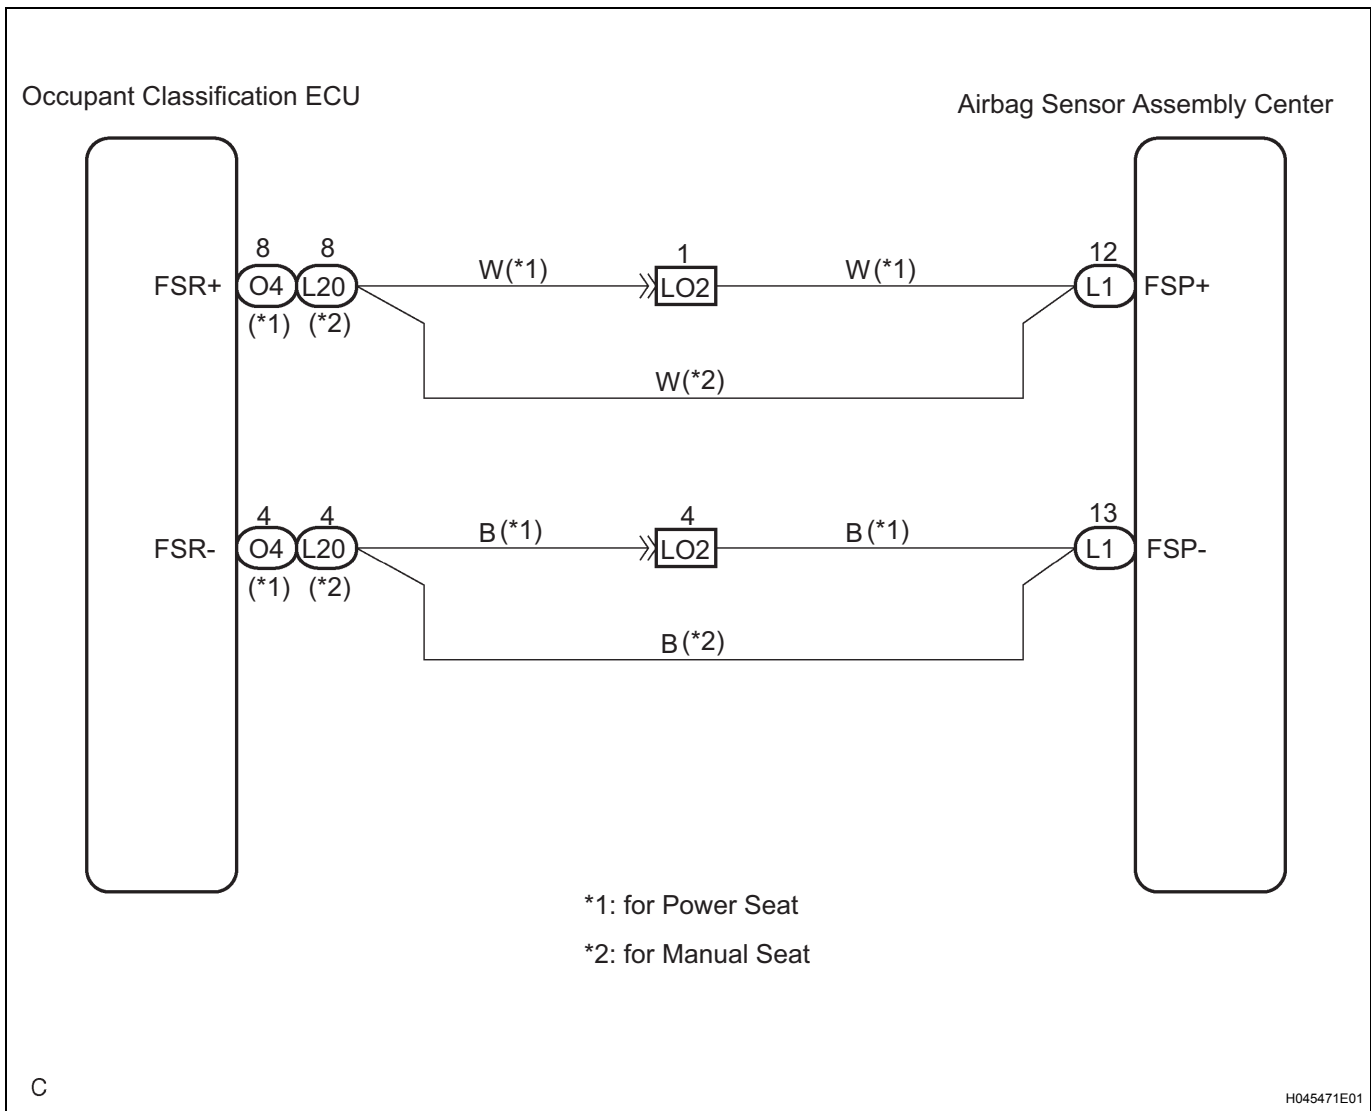 Occupant Classification ECU
Airbag Sensor Assembly Center
8 8 1 12
W(*1) W(*1)
FSR+ O4 L20 LO2 L1 FSP+
(*1) (*2)
W(*2)
4 4 4 13
B(*1) B(*1)
FSR- O4 L20 LO2 L1 FSP-
(*1) (*2)
B(*2)
*1: for Power Seat
*2: for Manual Seat
C
H045471E01